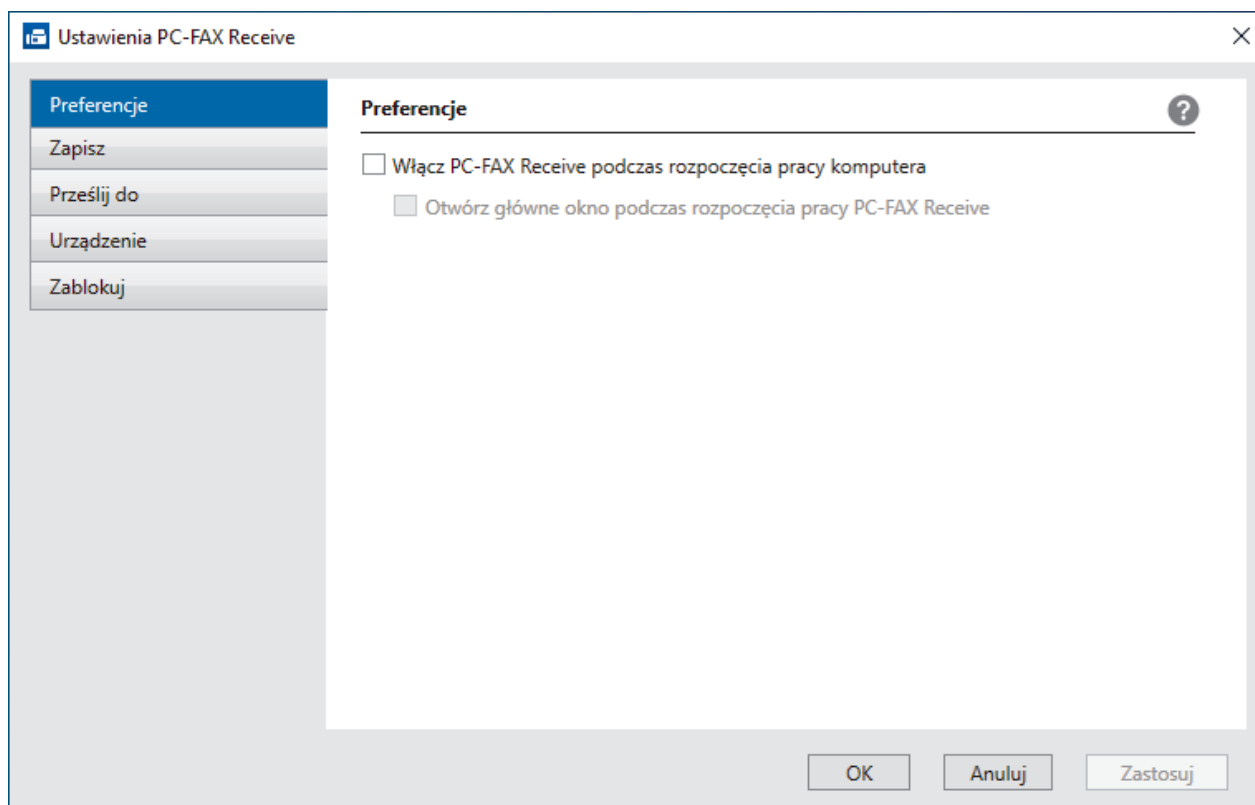 Ustawienia PC-FAX Receive
Preferencje
Zapisz
Prześlij do
Urządzenie
Zablokuj
Preferencje
?
Włącz PC-FAX Receive podczas rozpoczęcia pracy komputera
Otwórz główne okno podczas rozpoczęcia pracy PC-FAX Receive
OK
Anuluj
Zastosuj